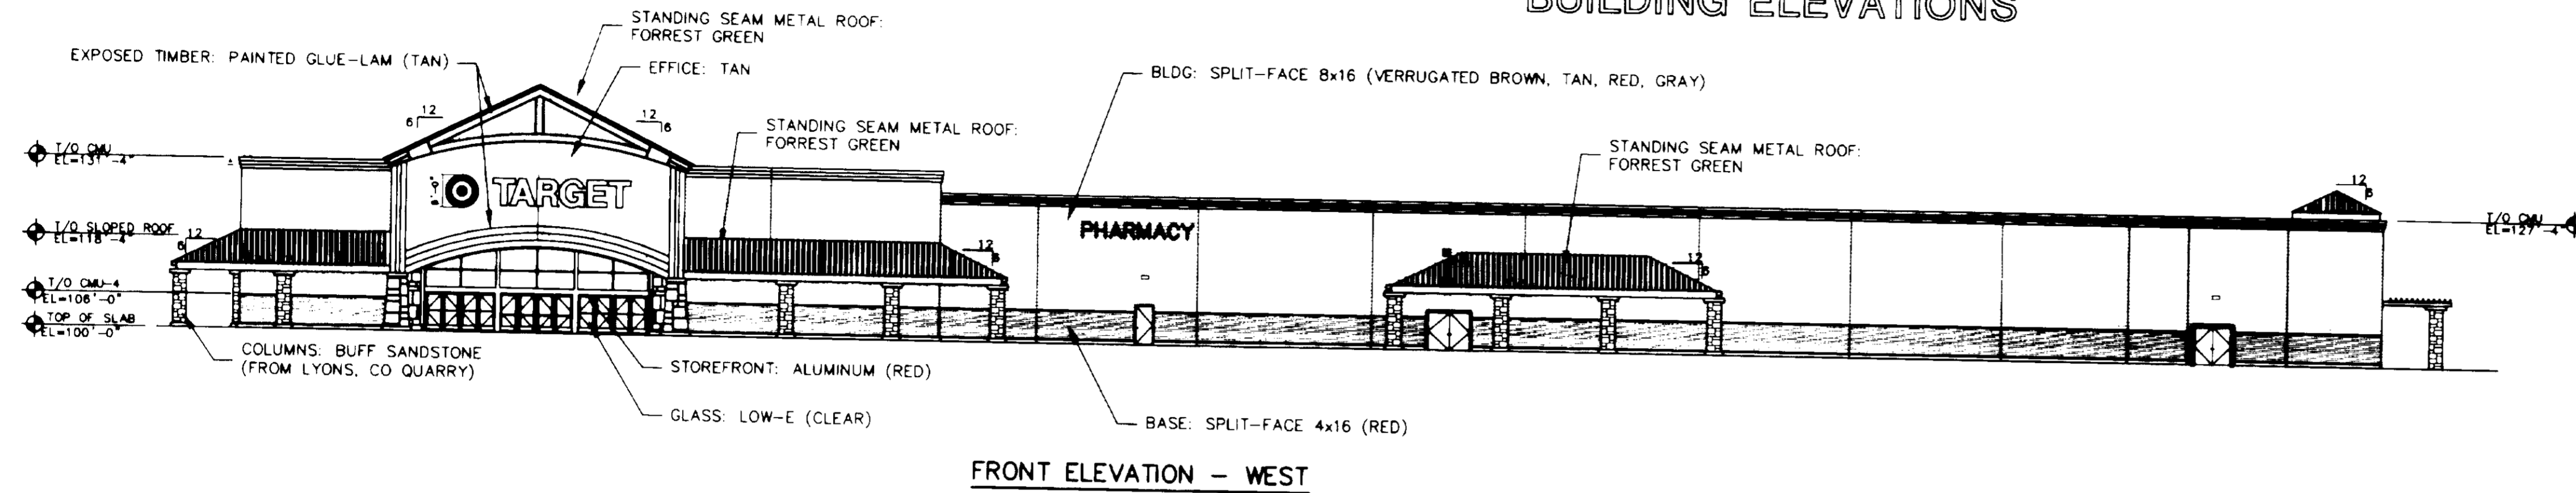 BUILDING ELEVATIONS
STANDING SEAM METAL ROOF:
FORREST GREEN
EXPOSED TIMBER: PAINTED GLUE-LAM (TAN)
EFFICE: TAN
BLDG: SPLIT-FACE 8x16 (VERRUGATED BROWN, TAN, RED, GRAY)
12
6
12
6
STANDING SEAM METAL ROOF:
FORREST GREEN
STANDING SEAM METAL ROOF:
FORREST GREEN
T/O CMU
EL=131'-4"
TARGET
12
6
T/O SLOPED ROOF
EL=118'-4"
12
6
PHARMACY
T/O CMU
EL=127'-4"
12
6
12
6
T/O CMU-4
EL=106'-0"
TOP OF SLAB
EL=100'-0"
COLUMNS: BUFF SANDSTONE
(FROM LYONS, CO QUARRY)
STOREFRONT: ALUMINUM (RED)
GLASS: LOW-E (CLEAR)
BASE: SPLIT-FACE 4x16 (RED)
FRONT ELEVATION - WEST